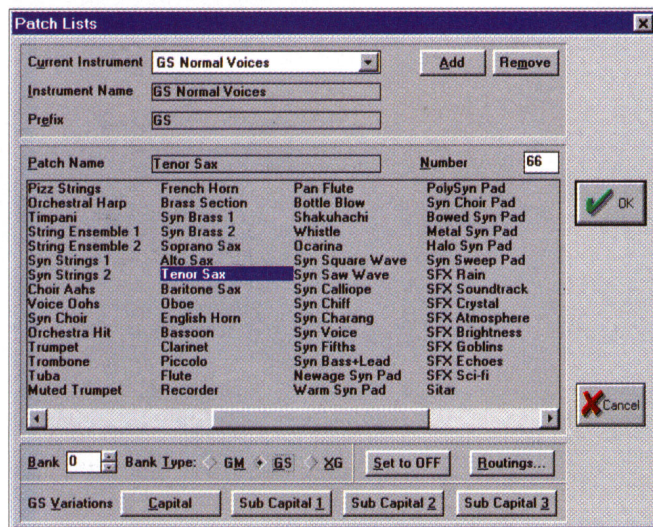 Patch Lists
Current Instrument GS Normal Voices Add Remove
Instrument Name GS Normal Voices
Prefix GS
Patch Name Tenor Sax Number 66
Pizz Strings French Horn Pan Flute PolySyn Pad
Orchestral Harp Brass Section Bottle Blow Syn Choir Pad
Timpani Syn Brass 1 Shakuhachi Bowed Syn Pad
String Ensemble 1 Syn Brass 2 Whistle Metal Syn Pad
String Ensemble 2 Soprano Sax Ocarina Halo Syn Pad
Syn Strings 1 Alto Sax Syn Square Wave Syn Sweep Pad
Syn Strings 2 Tenor Sax Syn Saw Wave SFX Rain
Choir Aahs Baritone Sax Syn Calliope SFX Soundtrack
Voice Oohs Oboe Syn Chiff SFX Crystal
Syn Choir English Horn Syn Charang SFX Atmosphere
Orchestra Hit Bassoon Syn Voice SFX Brightness
Trumpet Clarinet Syn Fifths SFX Goblins
Trombone Piccolo Syn Bass+Lead SFX Echoes
Tuba Flute Newage Syn Pad SFX Sci-fi
Muted Trumpet Recorder Warm Syn Pad Sitar
OK
Cancel
Bank 0 Bank Type: GM GS XG Set to OFF Routings...
GS Variations Capital Sub Capital 1 Sub Capital 2 Sub Capital 3